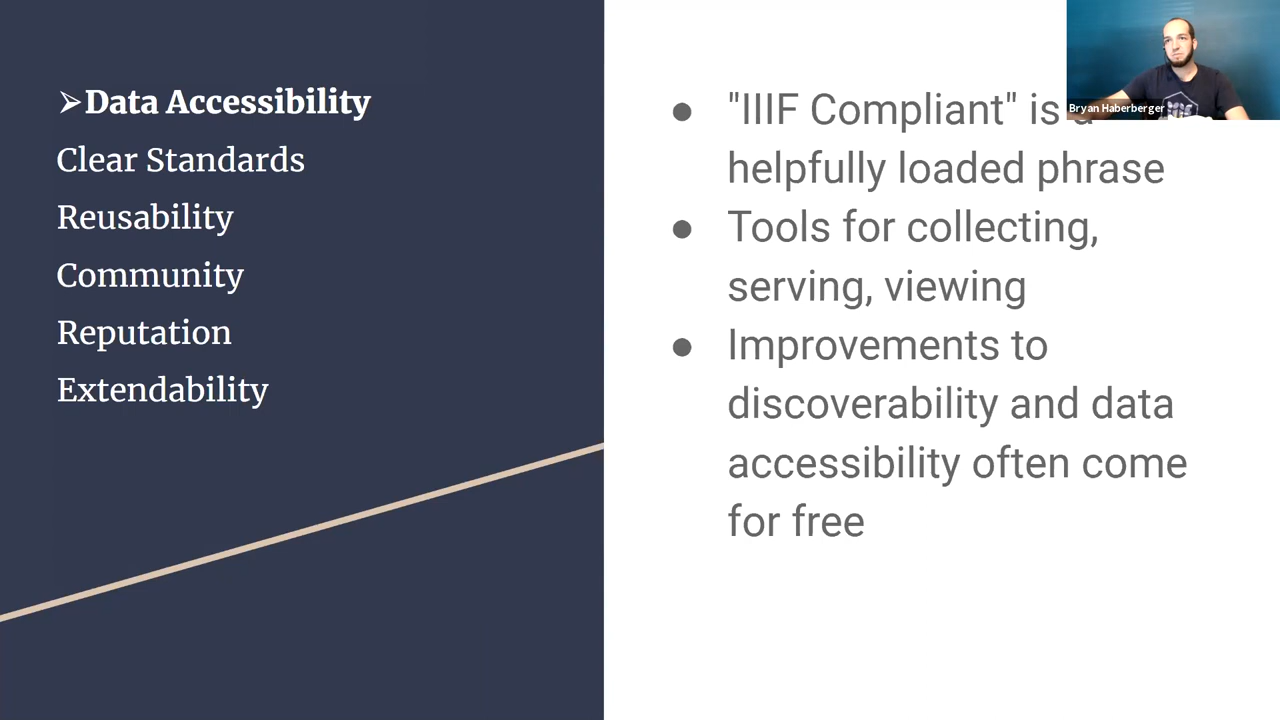 ➢Data Accessibility
Clear Standards
Reusability
Community
Reputation
Extendability
● "IIIF Compliant" is a
helpfully loaded phrase
● Tools for collecting,
serving, viewing
● Improvements to
discoverability and data
accessibility often come
for free
Bryan Haberberger